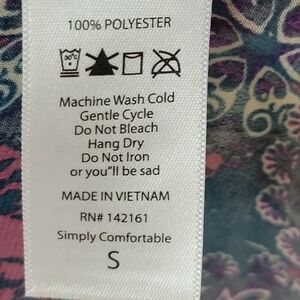 100% POLYESTER
30°C
Machine Wash Cold
Gentle Cycle
Do Not Bleach
Hang Dry
Do Not Iron
or you"ll be sad
MADE IN VIETNAM
RN# 142161
Simply Comfortable
S